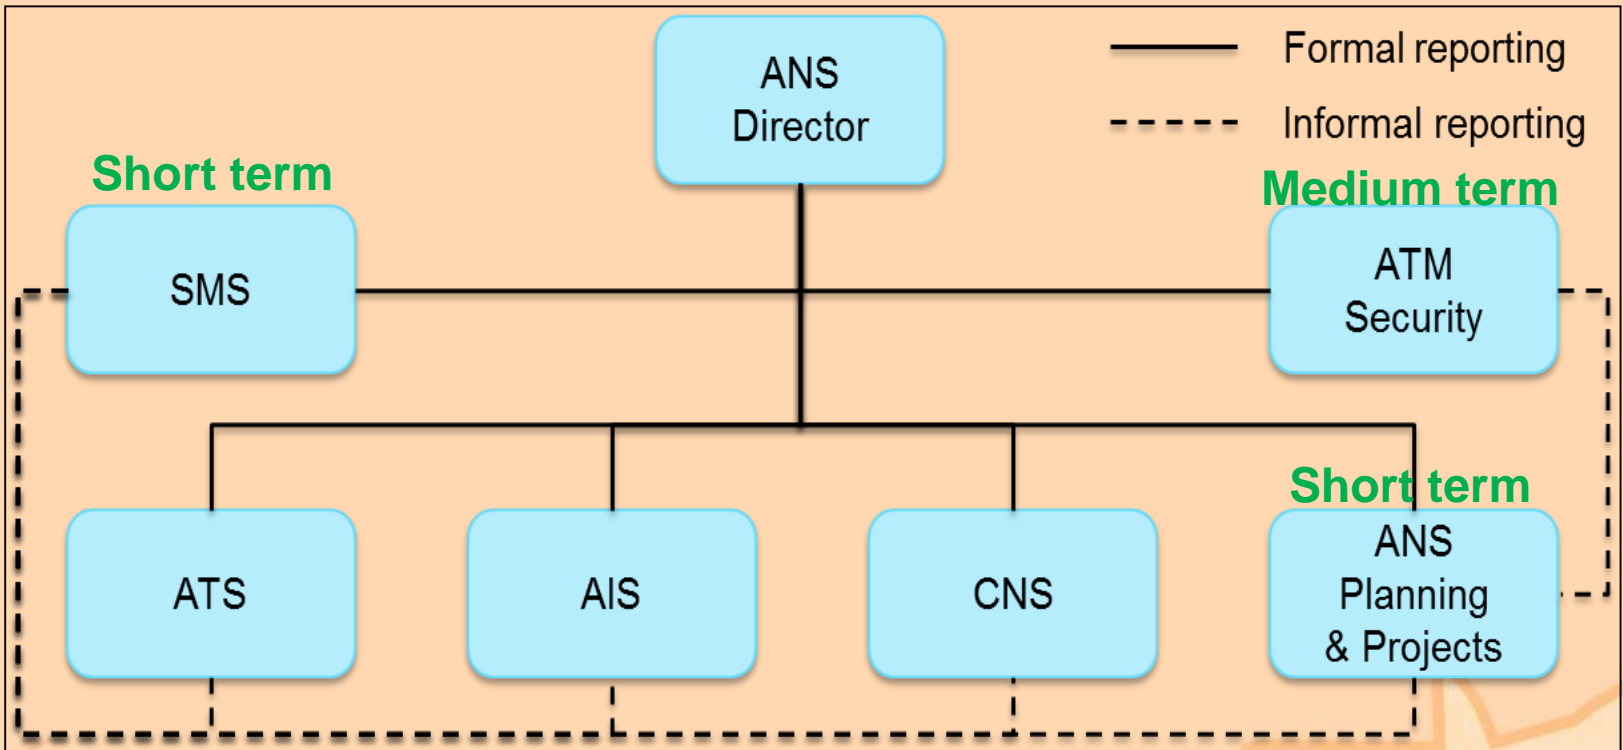 ANS
Director
Formal reporting
Informal reporting
Short term
Medium term
SMS
ATM
Security
Short term
ATS
AIS
CNS
ANS
Planning
& Projects